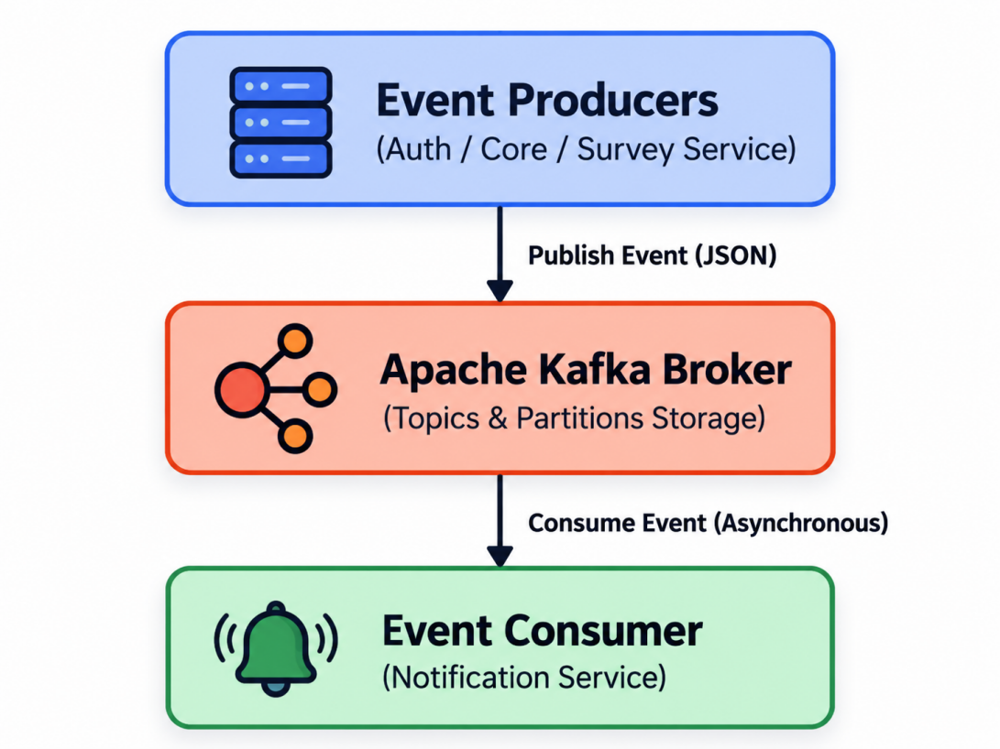 Event Producers
(Auth / Core / Survey Service)
Publish Event (JSON)
Apache Kafka Broker
(Topics & Partitions Storage)
Consume Event (Asynchronous)
Event Consumer
(Notification Service)